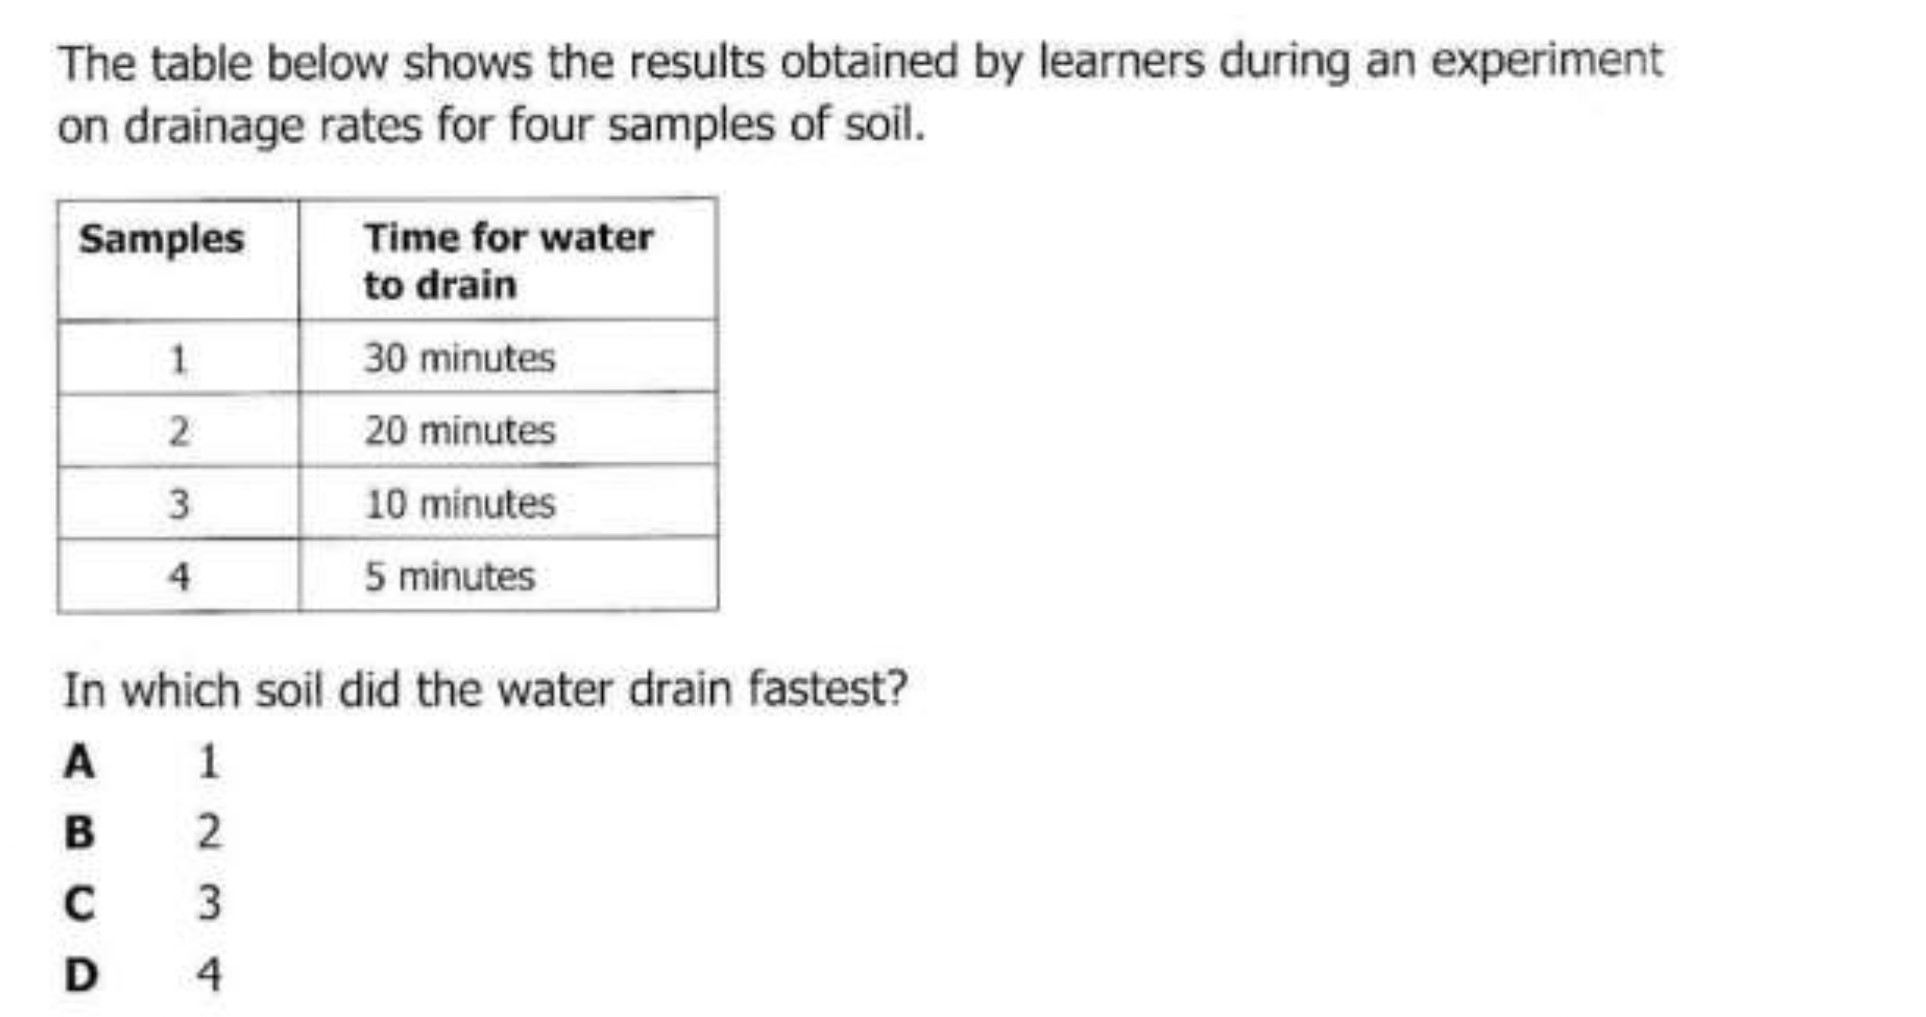 The table below shows the results obtained by learners during an experiment
on drainage rates for four samples of soil.
Samples Time for water
to drain
1 30 minutes
2 20 minutes
3 10 minutes
4 5 minutes
In which soil did the water drain fastest?
A 1
B 2
C 3
D 4